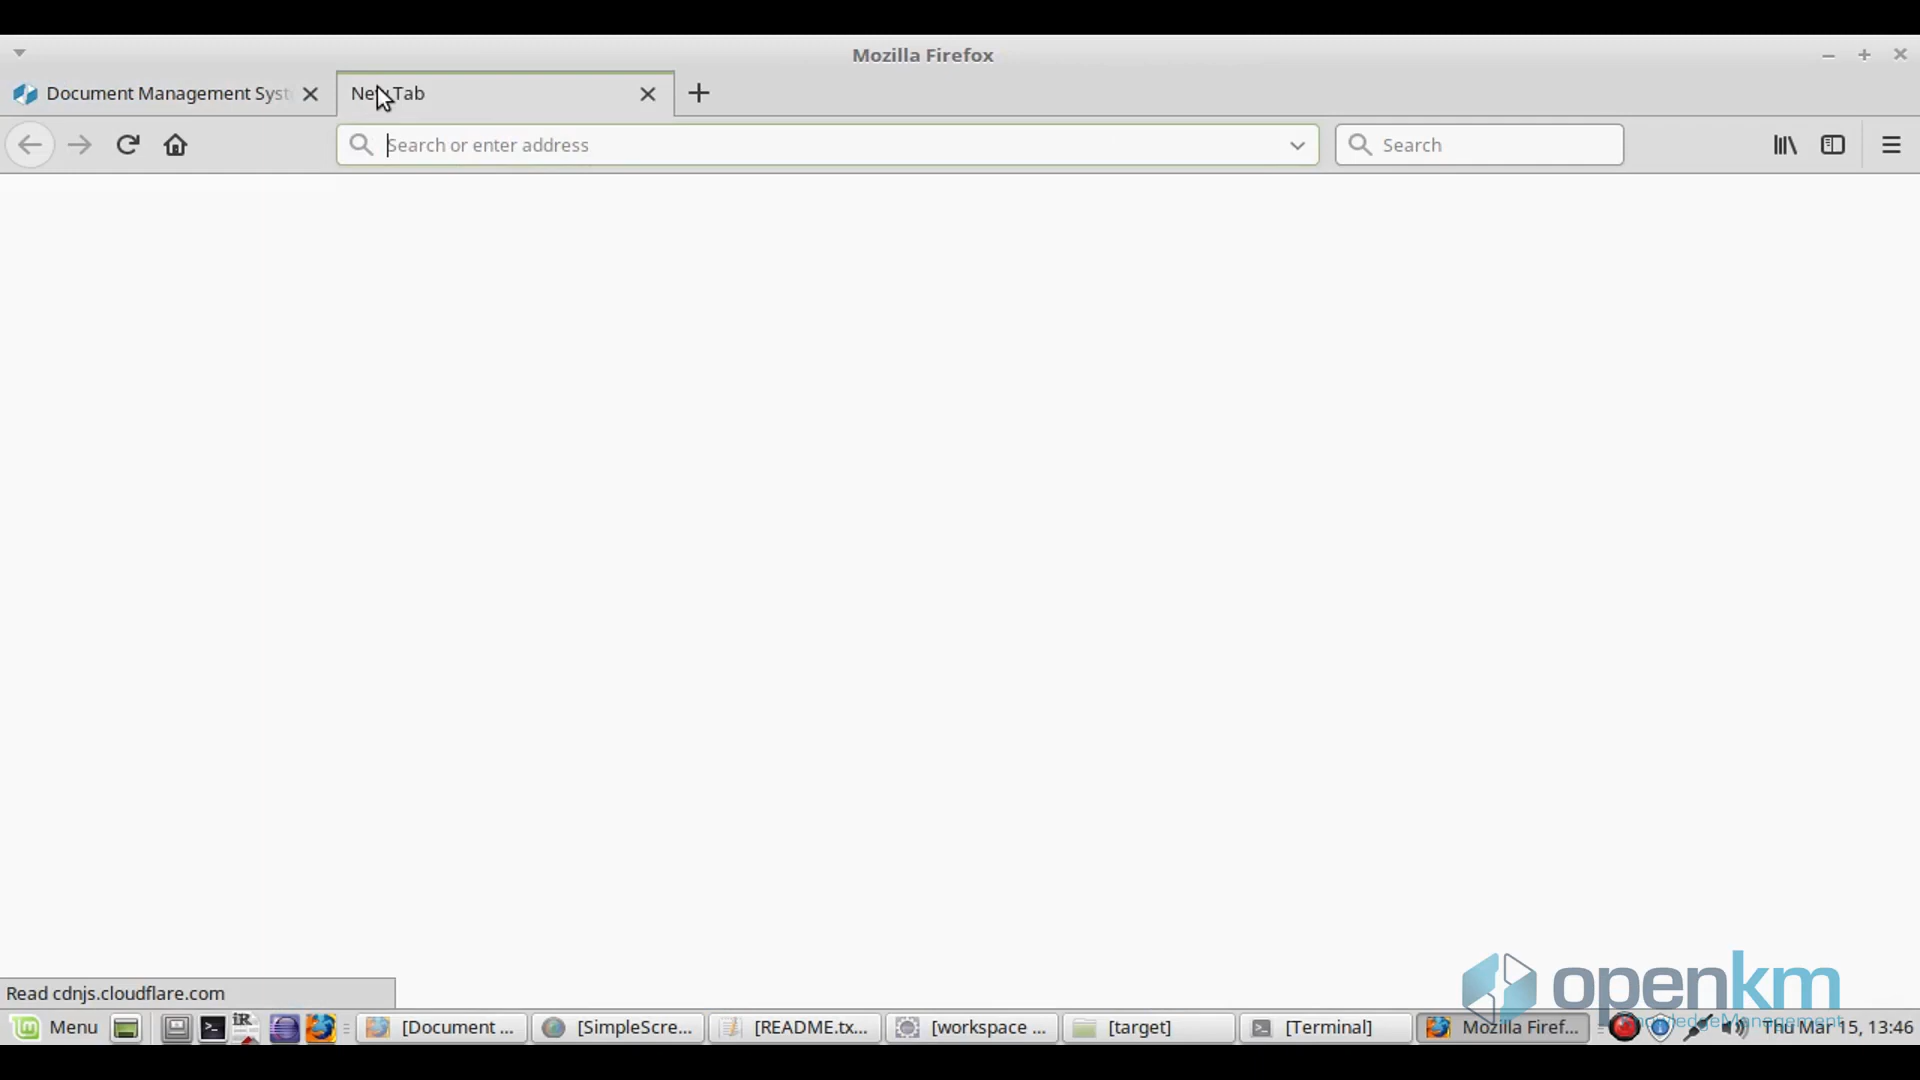 Mozilla Firefox
Document Management Syst
New Tab
Search or enter address
Search
openkm
Read cdnjs.cloudflare.com
Menu
[Document ...
[SimpleScre...
[README.tx...
[workspace ...
[target]
[Terminal]
Mozilla Firef...
Thu Mar 15, 13:46